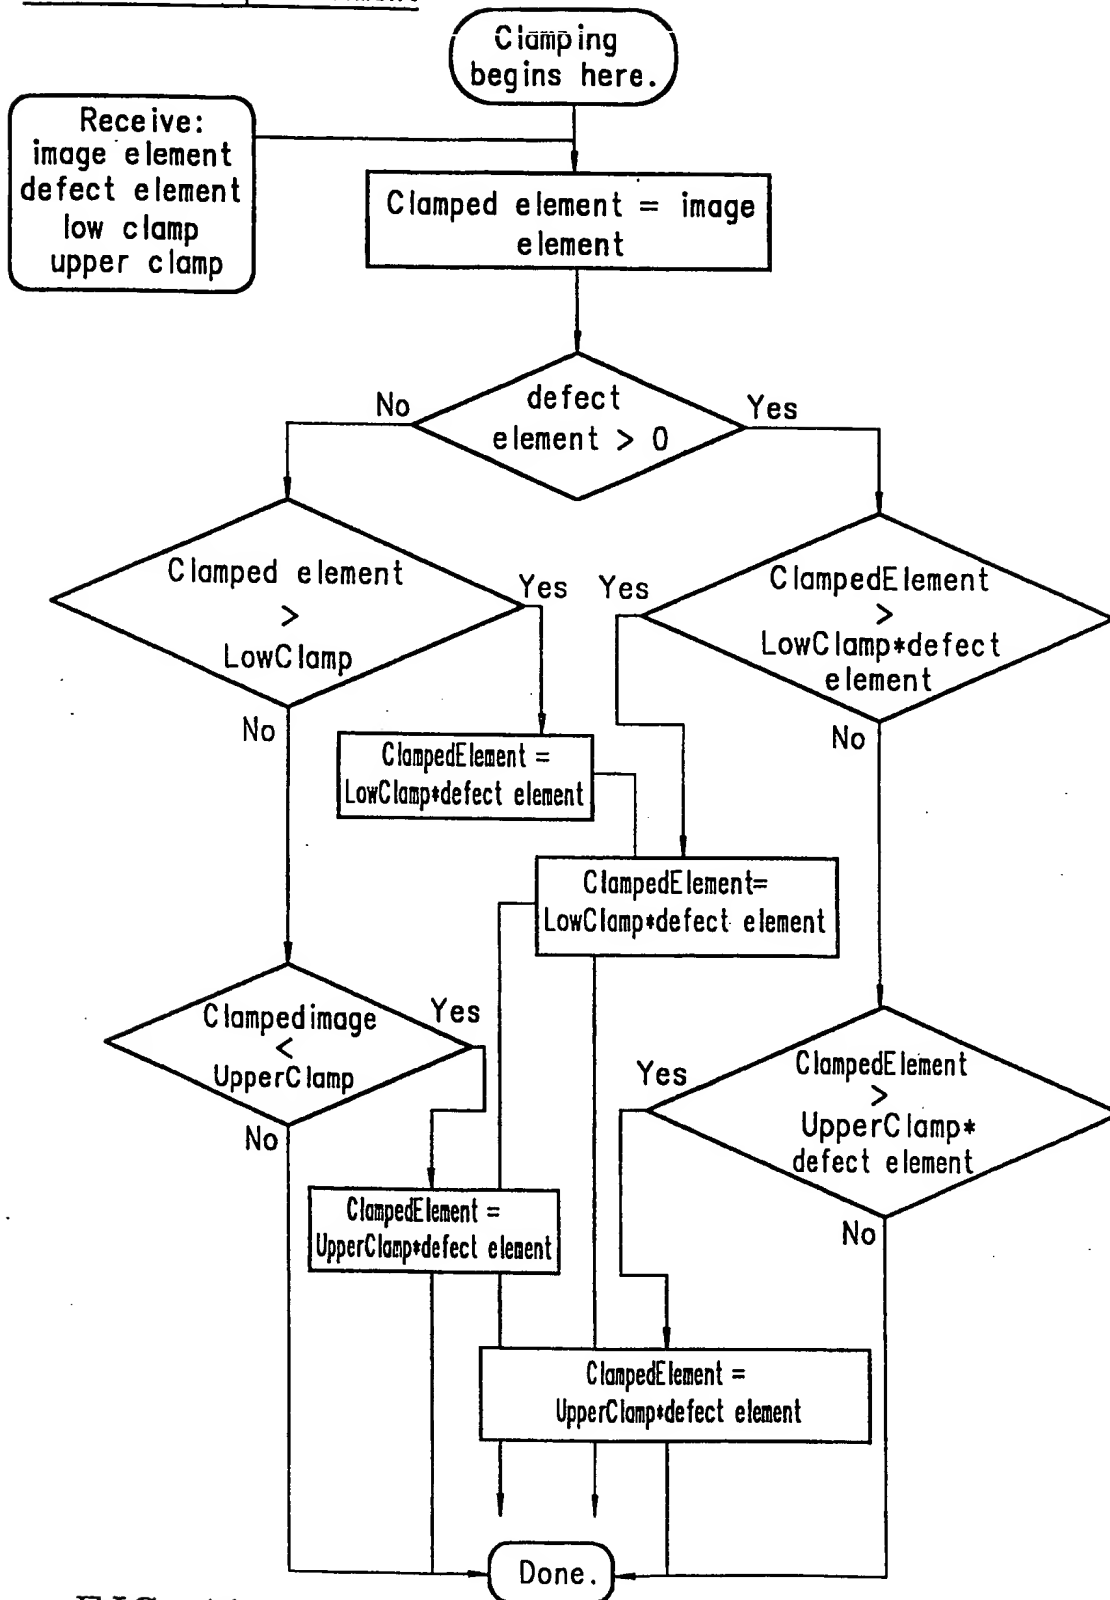 Clamping
begins here.
Receive:
image element
defect element
low clamp
upper clamp
Clamped element = image
element
defect
element > 0
No
Yes
Clamped element
>
LowClamp
Yes
No
Yes
ClampedElement
>
LowClamp*defect
element
No
ClampedElement =
LowClamp*defect element
ClampedElement=
LowClamp*defect element
Clampedimage
<
UpperClamp
Yes
No
Yes
ClampedElement
>
UpperClamp*
defect element
No
ClampedElement =
UpperClamp*defect element
ClampedElement =
UpperClamp*defect element
Done.